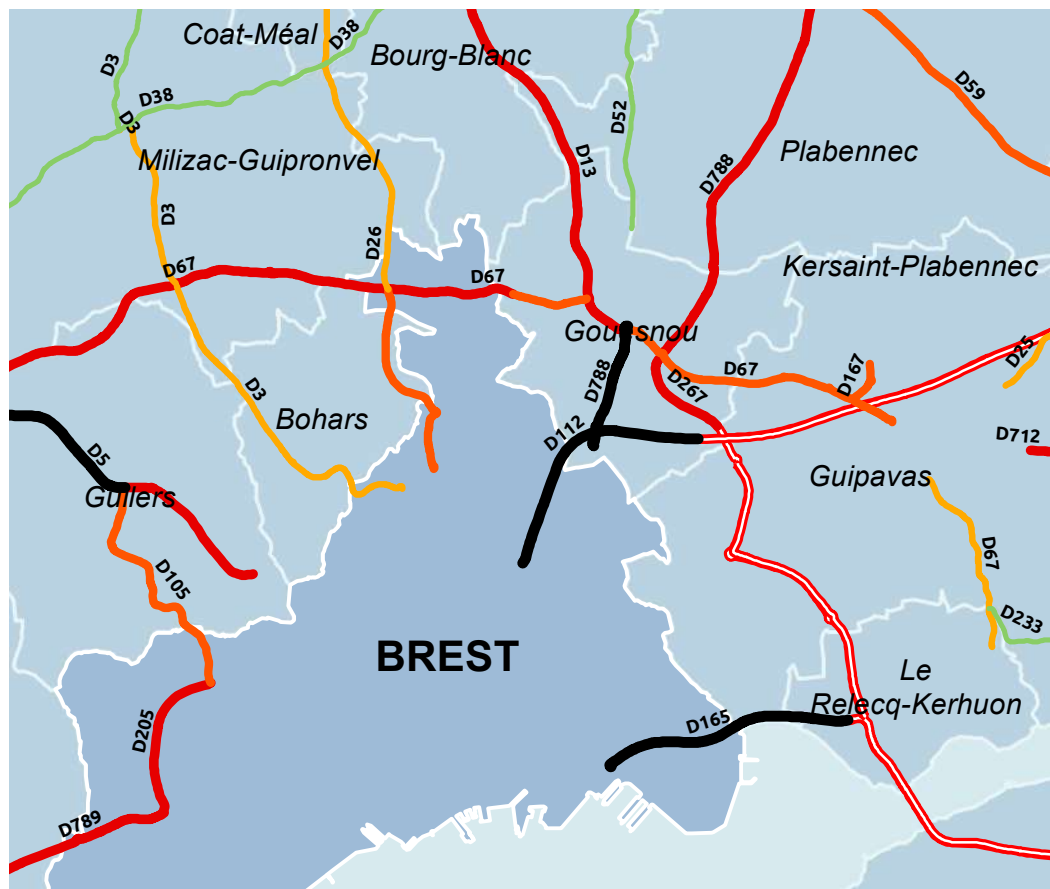 Coat-Méal
D38
Bourg-Blanc
D3
D38
D52
D59
D3
Milizac-Guipronvel
D13
Plabennec
D788
D3
D26
D67
D67
Kersaint-Plabennec
Gouesnou
D25
D788
D67
D167
D267
D3
Bohars
D112
D712
D5
Guilers
Guipavas
D67
D105
D233
BREST
Le
Relecq-Kerhuon
D205
D165
D789